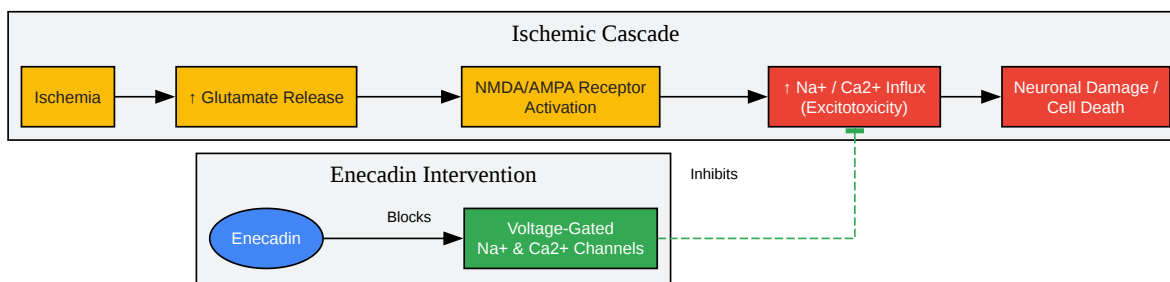 Ischemic Cascade
Ischemia
↑ Glutamate Release
NMDA/AMPA Receptor
Activation
↑ Na+ / Ca2+ Influx
(Excitotoxicity)
Neuronal Damage /
Cell Death
Enecadin Intervention
Inhibits
Enecadin
Blocks
Voltage-Gated
Na+ & Ca2+ Channels